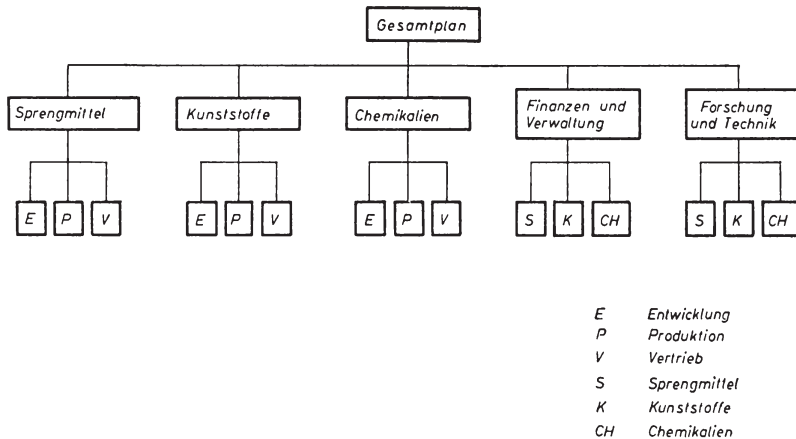 Gesamtplan
Sprengmittel
Kunststoffe
Chemikalien
Finanzen und
Verwaltung
Forschung
und Technik
E P V
E P V
E P V
S K CH
S K CH
E Entwicklung
P Produktion
V Vertrieb
S Sprengmittel
K Kunststoffe
CH Chemikalien